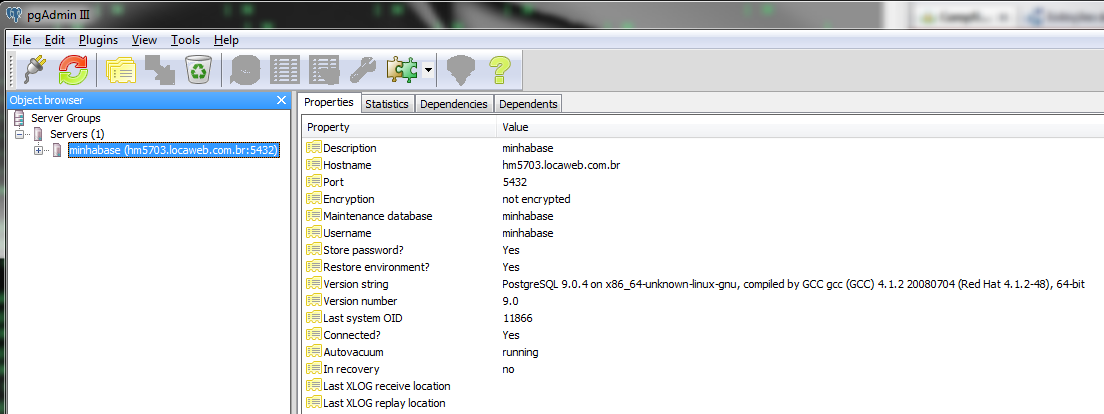 pgAdmin III
File Edit Plugins View Tools Help
Object browser
Server Groups
Servers (1)
minhabase (hm5703.locaweb.com.br:5432)
Properties Statistics Dependencies Dependents
Property Value
Description minhabase
Hostname hm5703.locaweb.com.br
Port 5432
Encryption not encrypted
Maintenance database minhabase
Username minhabase
Store password? Yes
Restore environment? Yes
Version string PostgreSQL 9.0.4 on x86_64-unknown-linux-gnu, compiled by GCC gcc (GCC) 4.1.2 20080704 (Red Hat 4.1.2-48), 64-bit
Version number 9.0
Last system OID 11866
Connected? Yes
Autovacuum running
In recovery no
Last XLOG receive location
Last XLOG replay location